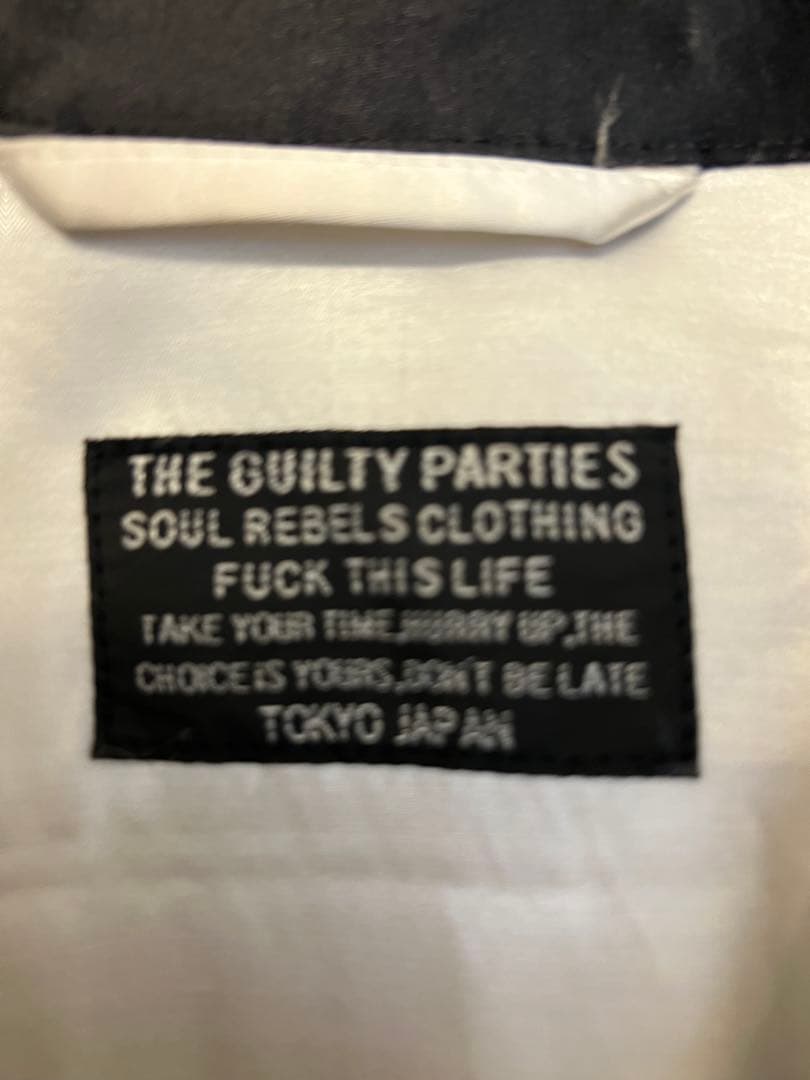 THE GUILTY PARTIES
SOUL REBELS CLOTHING
FUCK THIS LIFE
TAKE YOUR TIME,HURRY UP,THE
CHOICE IS YOURS,DON'T BE LATE
TOKYO JAPAN